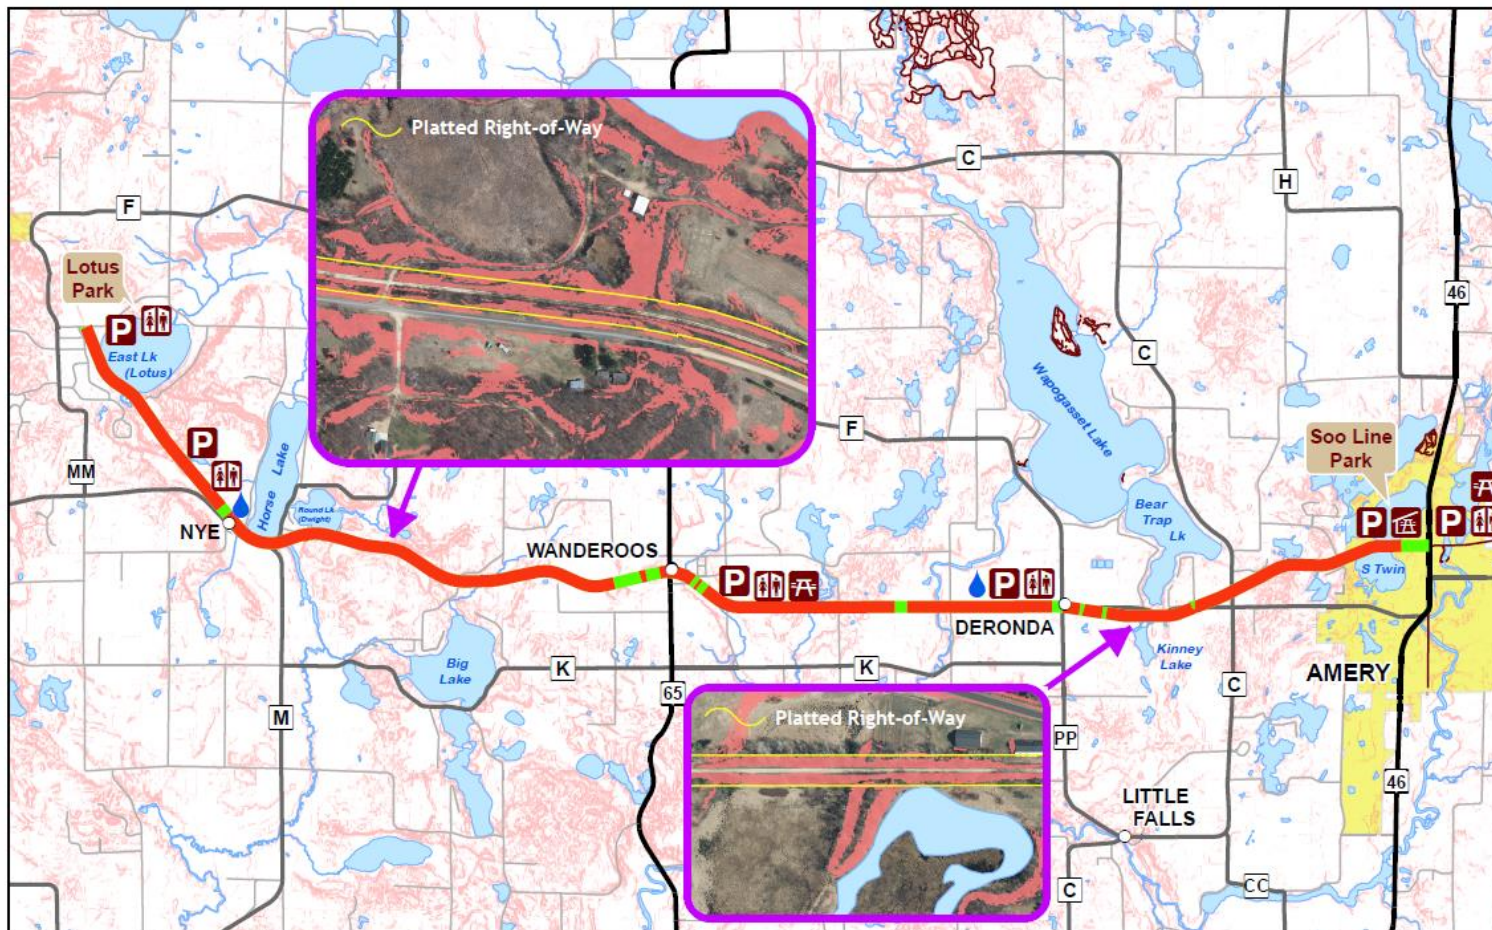 Platted Right-of-Way
C
H
F
Lotus
Park
P
46
East Lk
(Lotus)
C
Wapogasset Lake
F
Soo Line
Park
P
MM
Horse Lake
Round Lk
(Dwight)
Bear
Trap
Lk
NYE
P
P
WANDEROOS
S Twin
P
P
DERONDA
Kinney
Lake
Big
Lake
K
K
AMERY
65
C
M
Platted Right-of-Way
PP
46
LITTLE
FALLS
C
CC